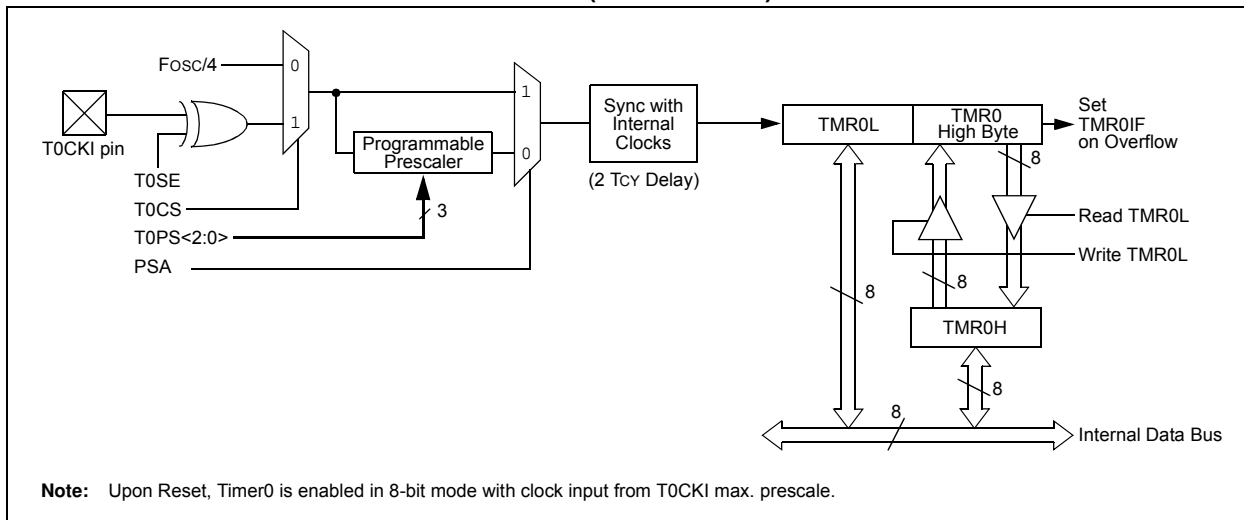 FOSC/4
T0CKI pin
0
1
T0SE
T0CS
T0PS<2:0>
PSA
Programmable
Prescaler
3
1
0
Sync with
Internal
Clocks
(2 TCY Delay)
TMR0L
TMR0
High Byte
Set
TMR0IF
on Overflow
8
Read TMR0L
Write TMR0L
8
8
TMR0H
8
8
Internal Data Bus
Note: Upon Reset, Timer0 is enabled in 8-bit mode with clock input from T0CKI max. prescale.